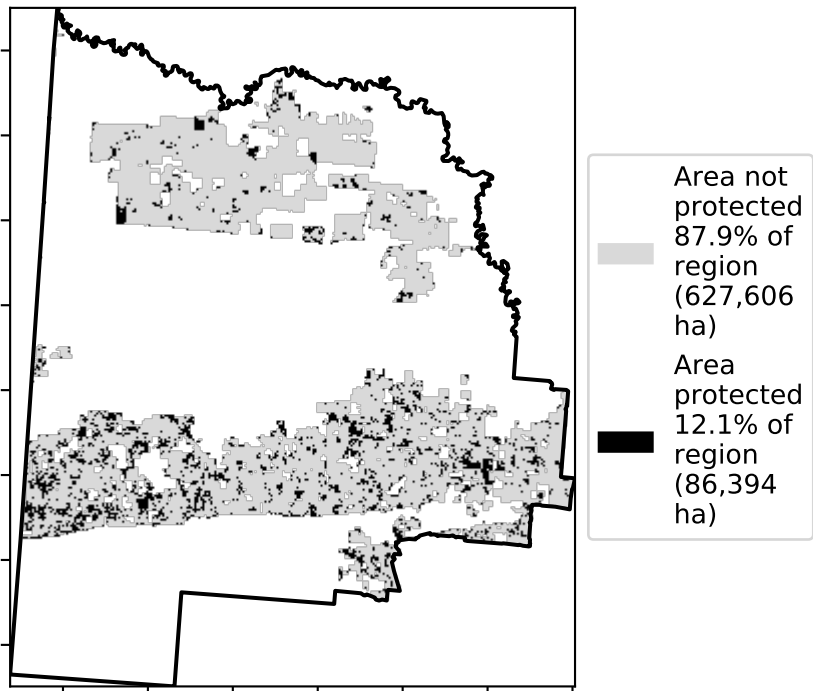 Area not
protected
87.9% of
region
(627,606
ha)
Area
protected
12.1% of
region
(86,394
ha)